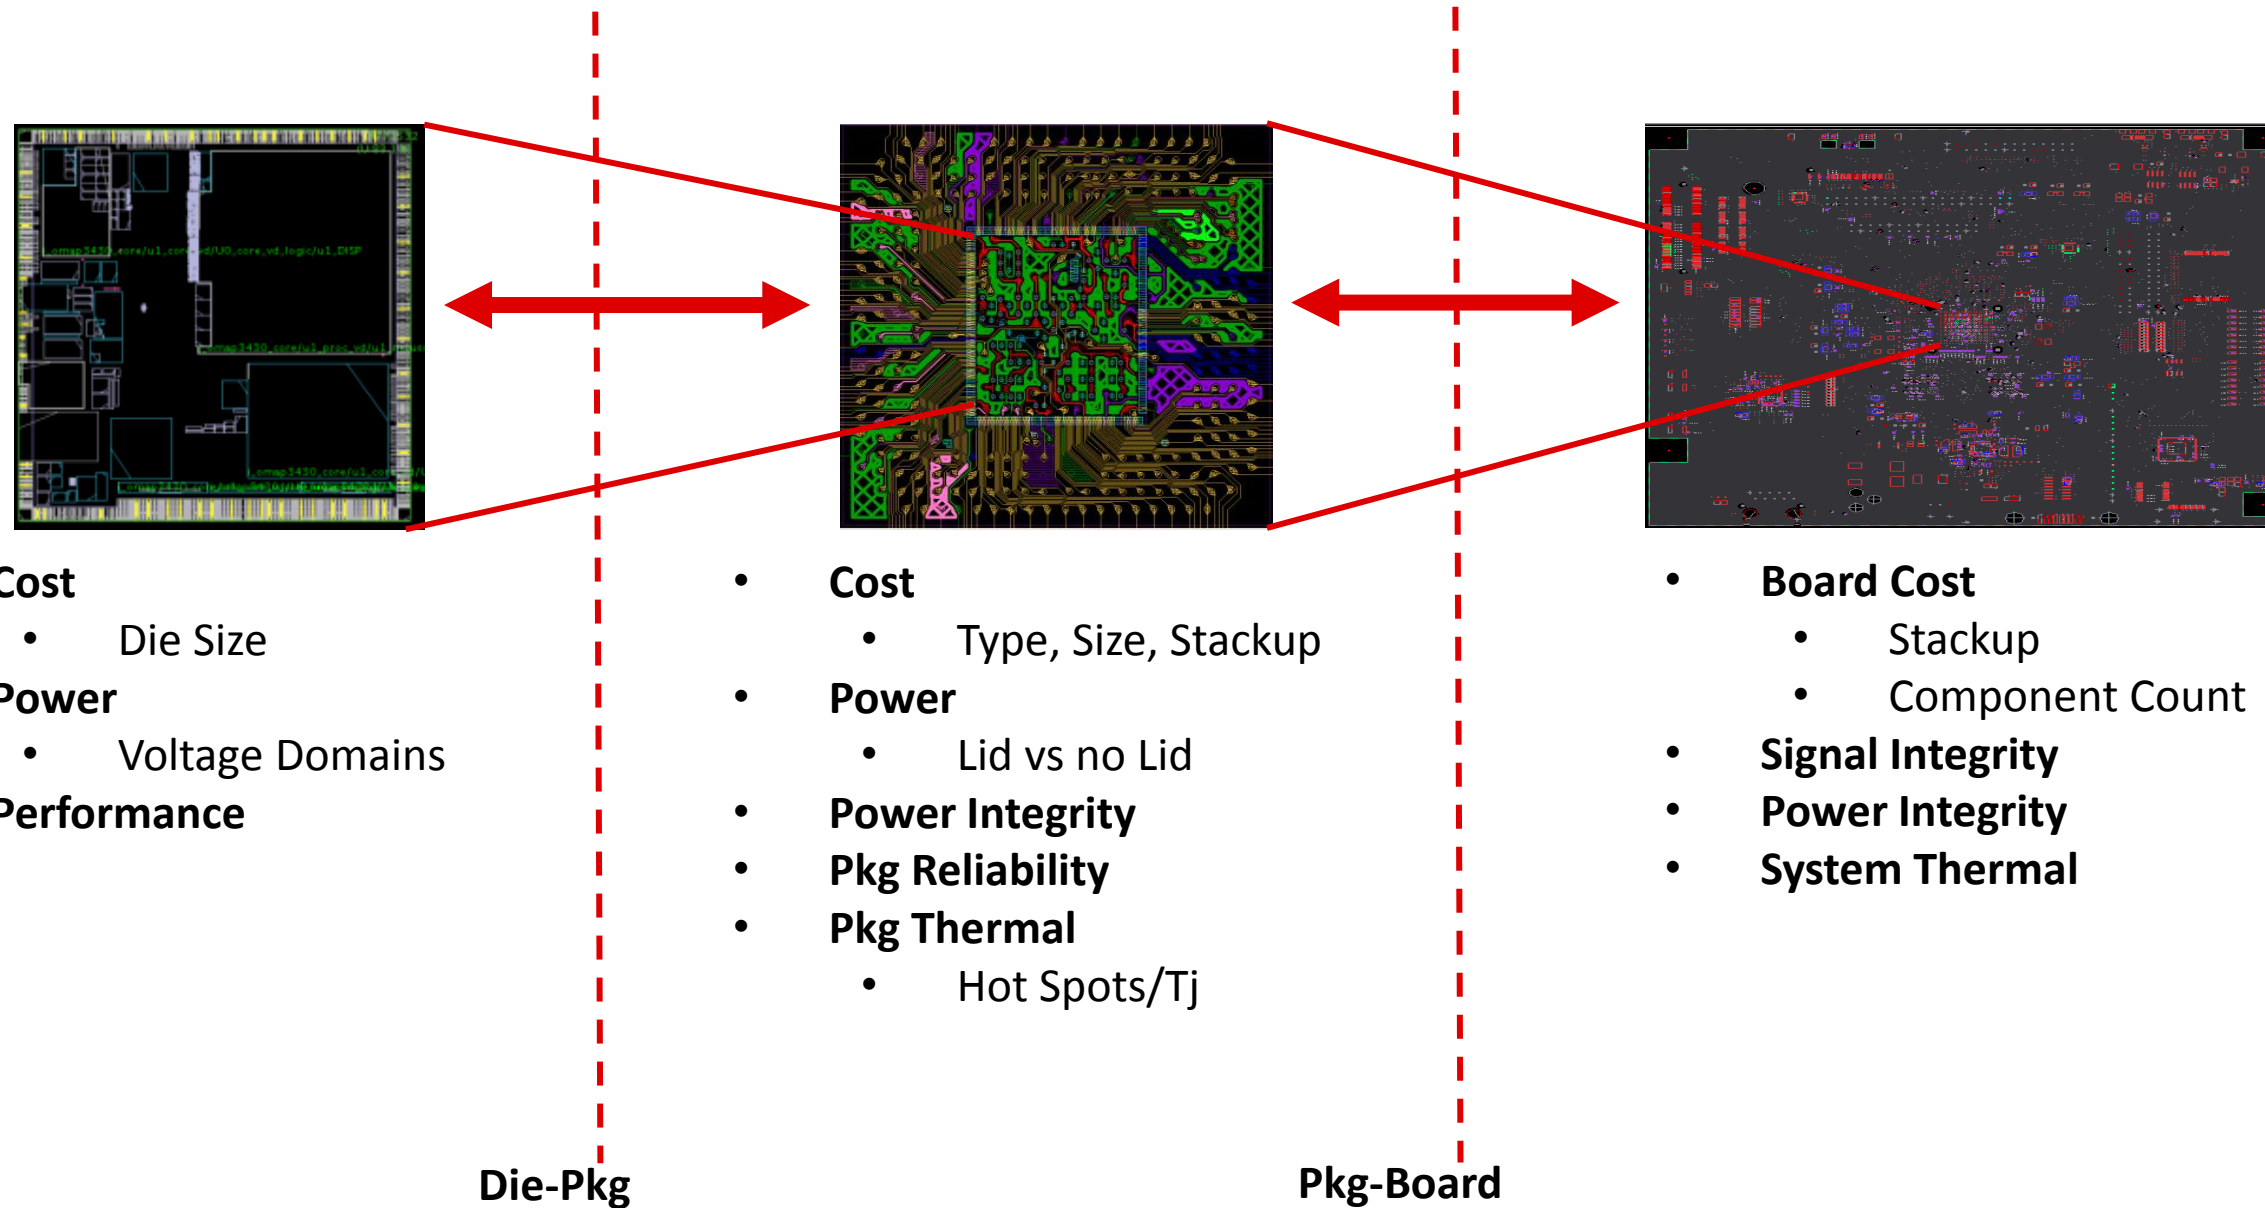 Cost
• Die Size
Power
• Voltage Domains
Performance
• Cost
• Type, Size, Stackup
• Power
• Lid vs no Lid
• Power Integrity
• Pkg Reliability
• Pkg Thermal
• Hot Spots/Tj
• Board Cost
• Stackup
• Component Count
• Signal Integrity
• Power Integrity
• System Thermal
Die-Pkg
Pkg-Board